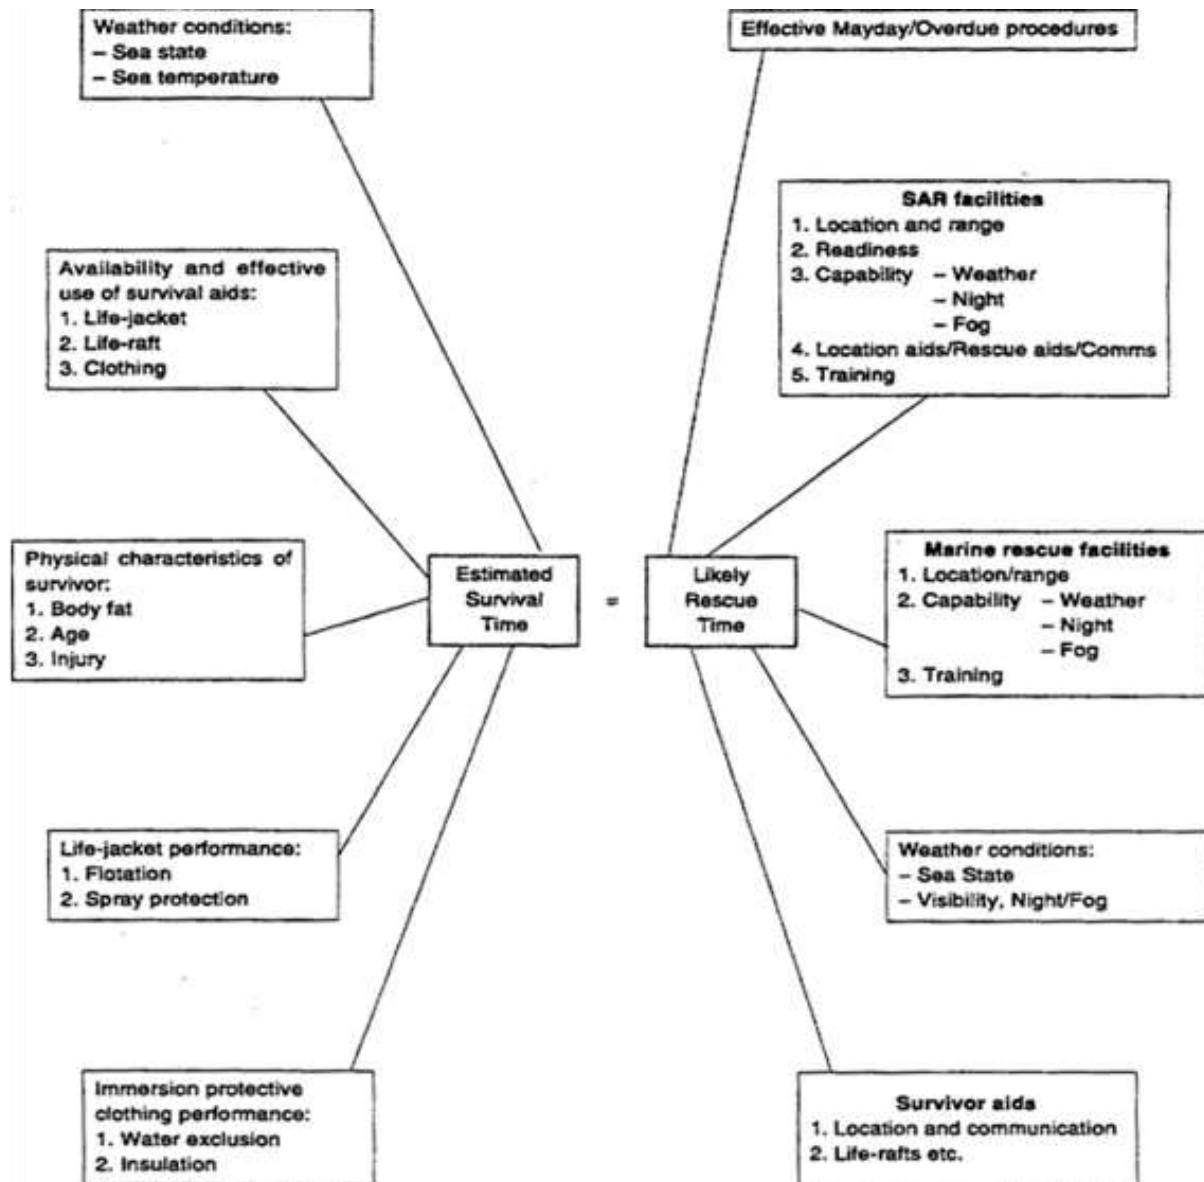 Weather conditions:
– Sea state
– Sea temperature
Effective Mayday/Overdue procedures
SAR facilities
1. Location and range
2. Readiness
3. Capability – Weather
– Night
– Fog
4. Location aids/Rescue aids/Comms
5. Training
Availability and effective
use of survival aids:
1. Life-jacket
2. Life-raft
3. Clothing
Physical characteristics of
survivor:
1. Body fat
2. Age
3. Injury
Estimated
Survival
Time
=
Likely
Rescue
Time
Marine rescue facilities
1. Location/range
2. Capability – Weather
– Night
– Fog
3. Training
Life-jacket performance:
1. Flotation
2. Spray protection
Weather conditions:
– Sea State
– Visibility, Night/Fog
Immersion protective
clothing performance:
1. Water exclusion
2. Insulation
Survivor aids
1. Location and communication
2. Life-rafts etc.